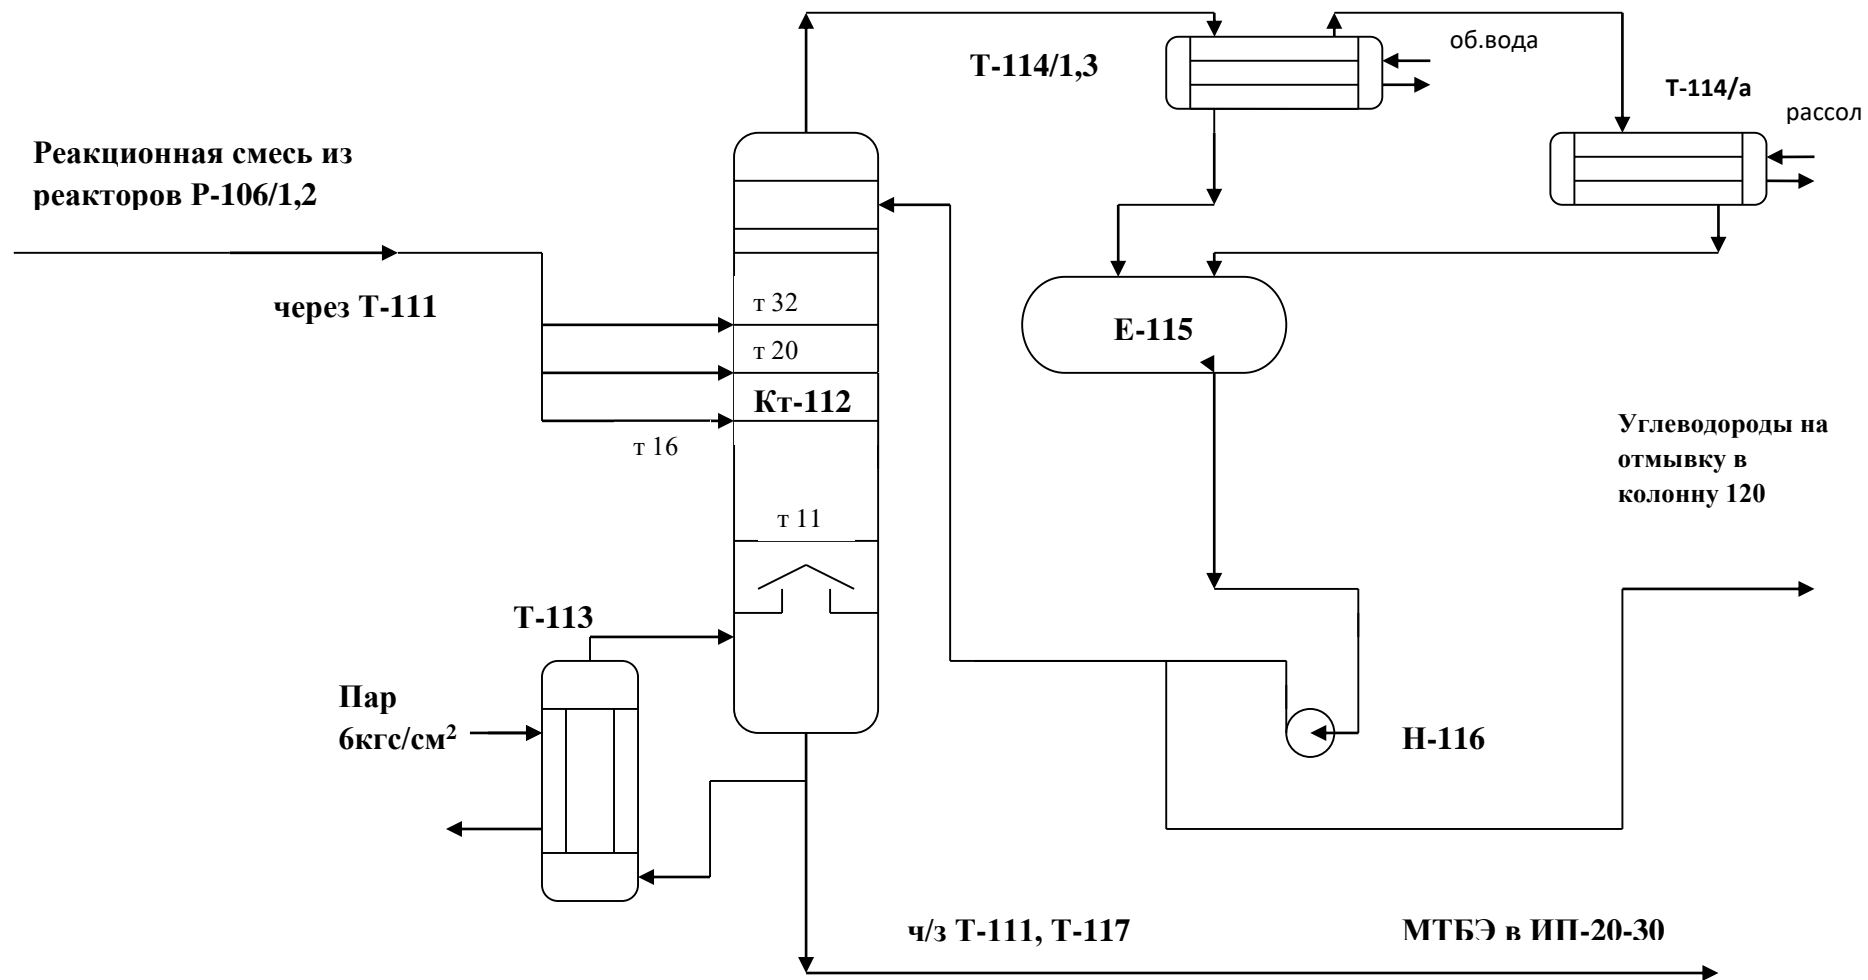 об.вода
Т-114/1,3
Т-114/а
рассол
Реакционная смесь из
реакторов Р-106/1,2
через Т-111
т 32
Е-115
т 20
Кт-112
т 16
Углеводороды на
отмывку в
колонну 120
т 11
Т-113
Пар
6кгс/см²
Н-116
ч/з Т-111, Т-117
МТБЭ в ИП-20-30